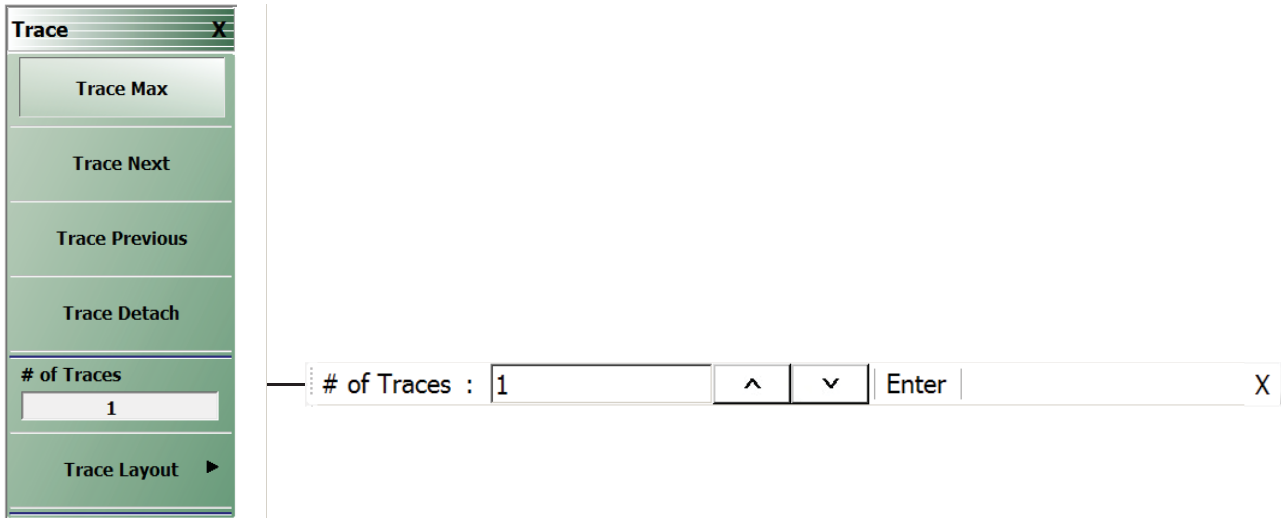 Trace X
Trace Max
Trace Next
Trace Previous
Trace Detach
# of Traces
1
Trace Layout ►
# of Traces : 1 ^ v Enter X